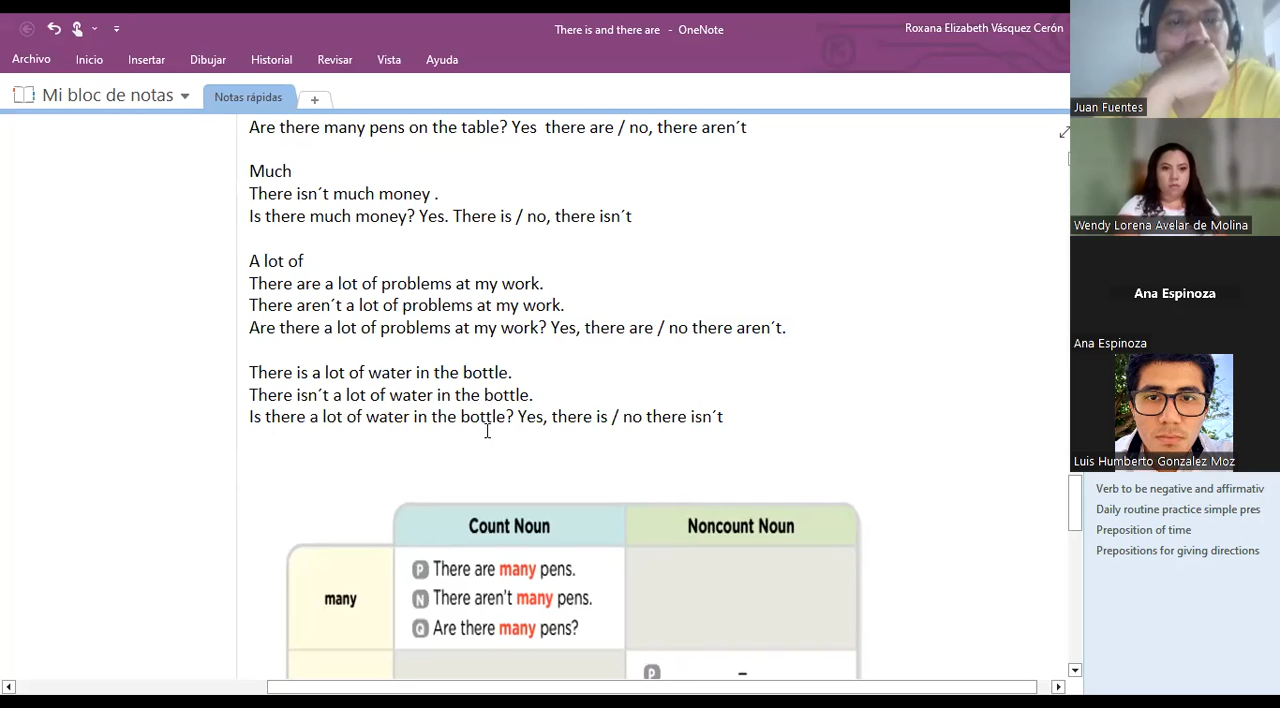 There is and there are - OneNote
Roxana Elizabeth Vásquez Cerón
Archivo Inicio Insertar Dibujar Historial Revisar Vista Ayuda
Mi bloc de notas
Notas rápidas
Are there many pens on the table? Yes there are / no, there aren´t
Much
There isn´t much money .
Is there much money? Yes. There is / no, there isn´t
A lot of
There are a lot of problems at my work.
There aren´t a lot of problems at my work.
Are there a lot of problems at my work? Yes, there are / no there aren´t.
There is a lot of water in the bottle.
There isn´t a lot of water in the bottle.
Is there a lot of water in the bottle? Yes, there is / no there isn´t
Count Noun Noncount Noun
many
P There are many pens.
N There aren't many pens.
Q Are there many pens?
P –
Juan Fuentes
Wendy Lorena Avelar de Molina
Ana Espinoza
Ana Espinoza
Luis Humberto Gonzalez Moz
Verb to be negative and affirmativ
Daily routine practice simple pres
Preposition of time
Prepositions for giving directions